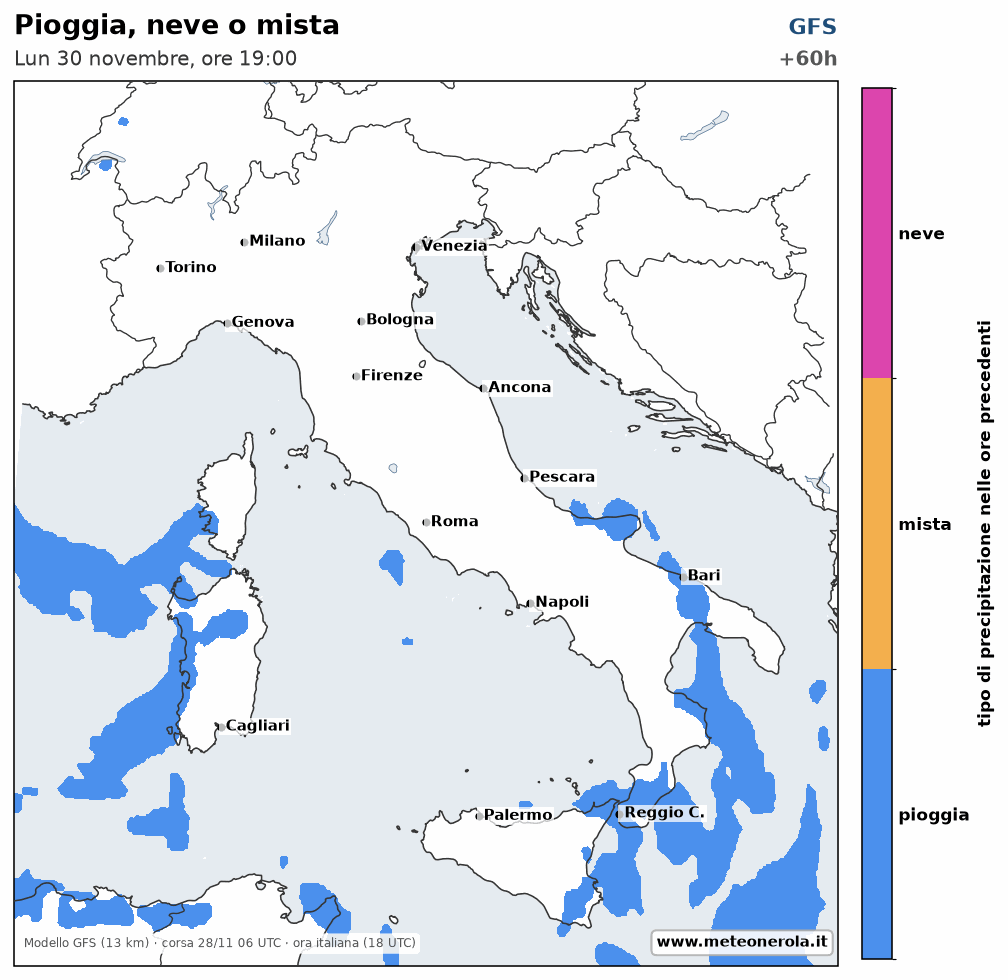 Pioggia, neve o mista
GFS
Lun 30 novembre, ore 19:00
+60h
neve
Milano
Venezia
Torino
Bologna
Genova
Firenze
Ancona
Pescara
Roma
mista
Bari
Napoli
Cagliari
Palermo
Reggio C.
pioggia
tipo di precipitazione nelle ore precedenti
Modello GFS (13 km) · corsa 28/11 06 UTC · ora italiana (18 UTC)
www.meteonerola.it